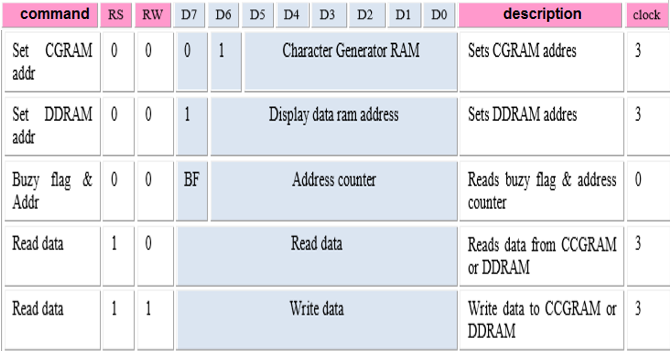 command RS RW D7 D6 D5 D4 D3 D2 D1 D0 description clock
Set CGRAM addr 0 0 0 1 Character Generator RAM Sets CGRAM addres 3
Set DDRAM addr 0 0 1 Display data ram address Sets DDRAM addres 3
Buzy flag & Addr 0 0 BF Address counter Reads buzy flag & address counter 0
Read data 1 0 Read data Reads data from CCGRAM or DDRAM 3
Read data 1 1 Write data Write data to CCGRAM or DDRAM 3